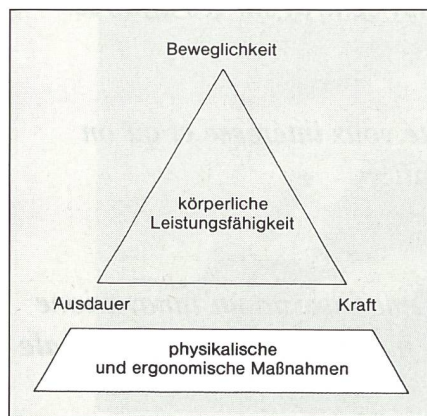 Beweglichkeit
körperliche
Leistungsfähigkeit
Ausdauer Kraft
physikalische
und ergonomische Maßnahmen